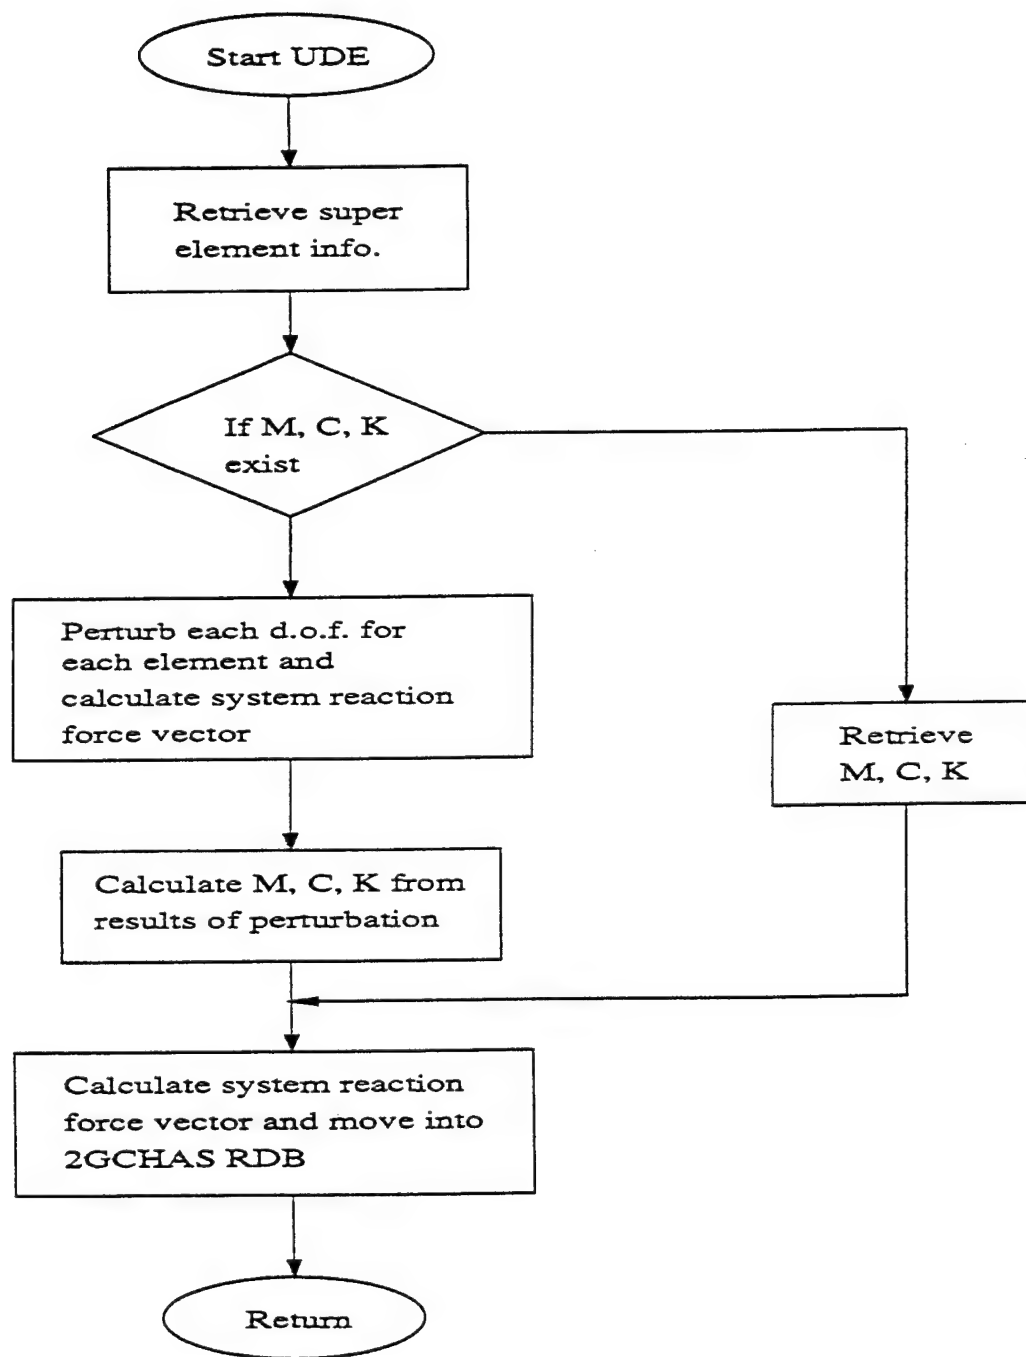 Start UDE
Retrieve super
element info.
If M, C, K
exist
Perturb each d.o.f. for
each element and
calculate system reaction
force vector
Retrieve
M, C, K
Calculate M, C, K from
results of perturbation
Calculate system reaction
force vector and move into
2GCHAS RDB
Return